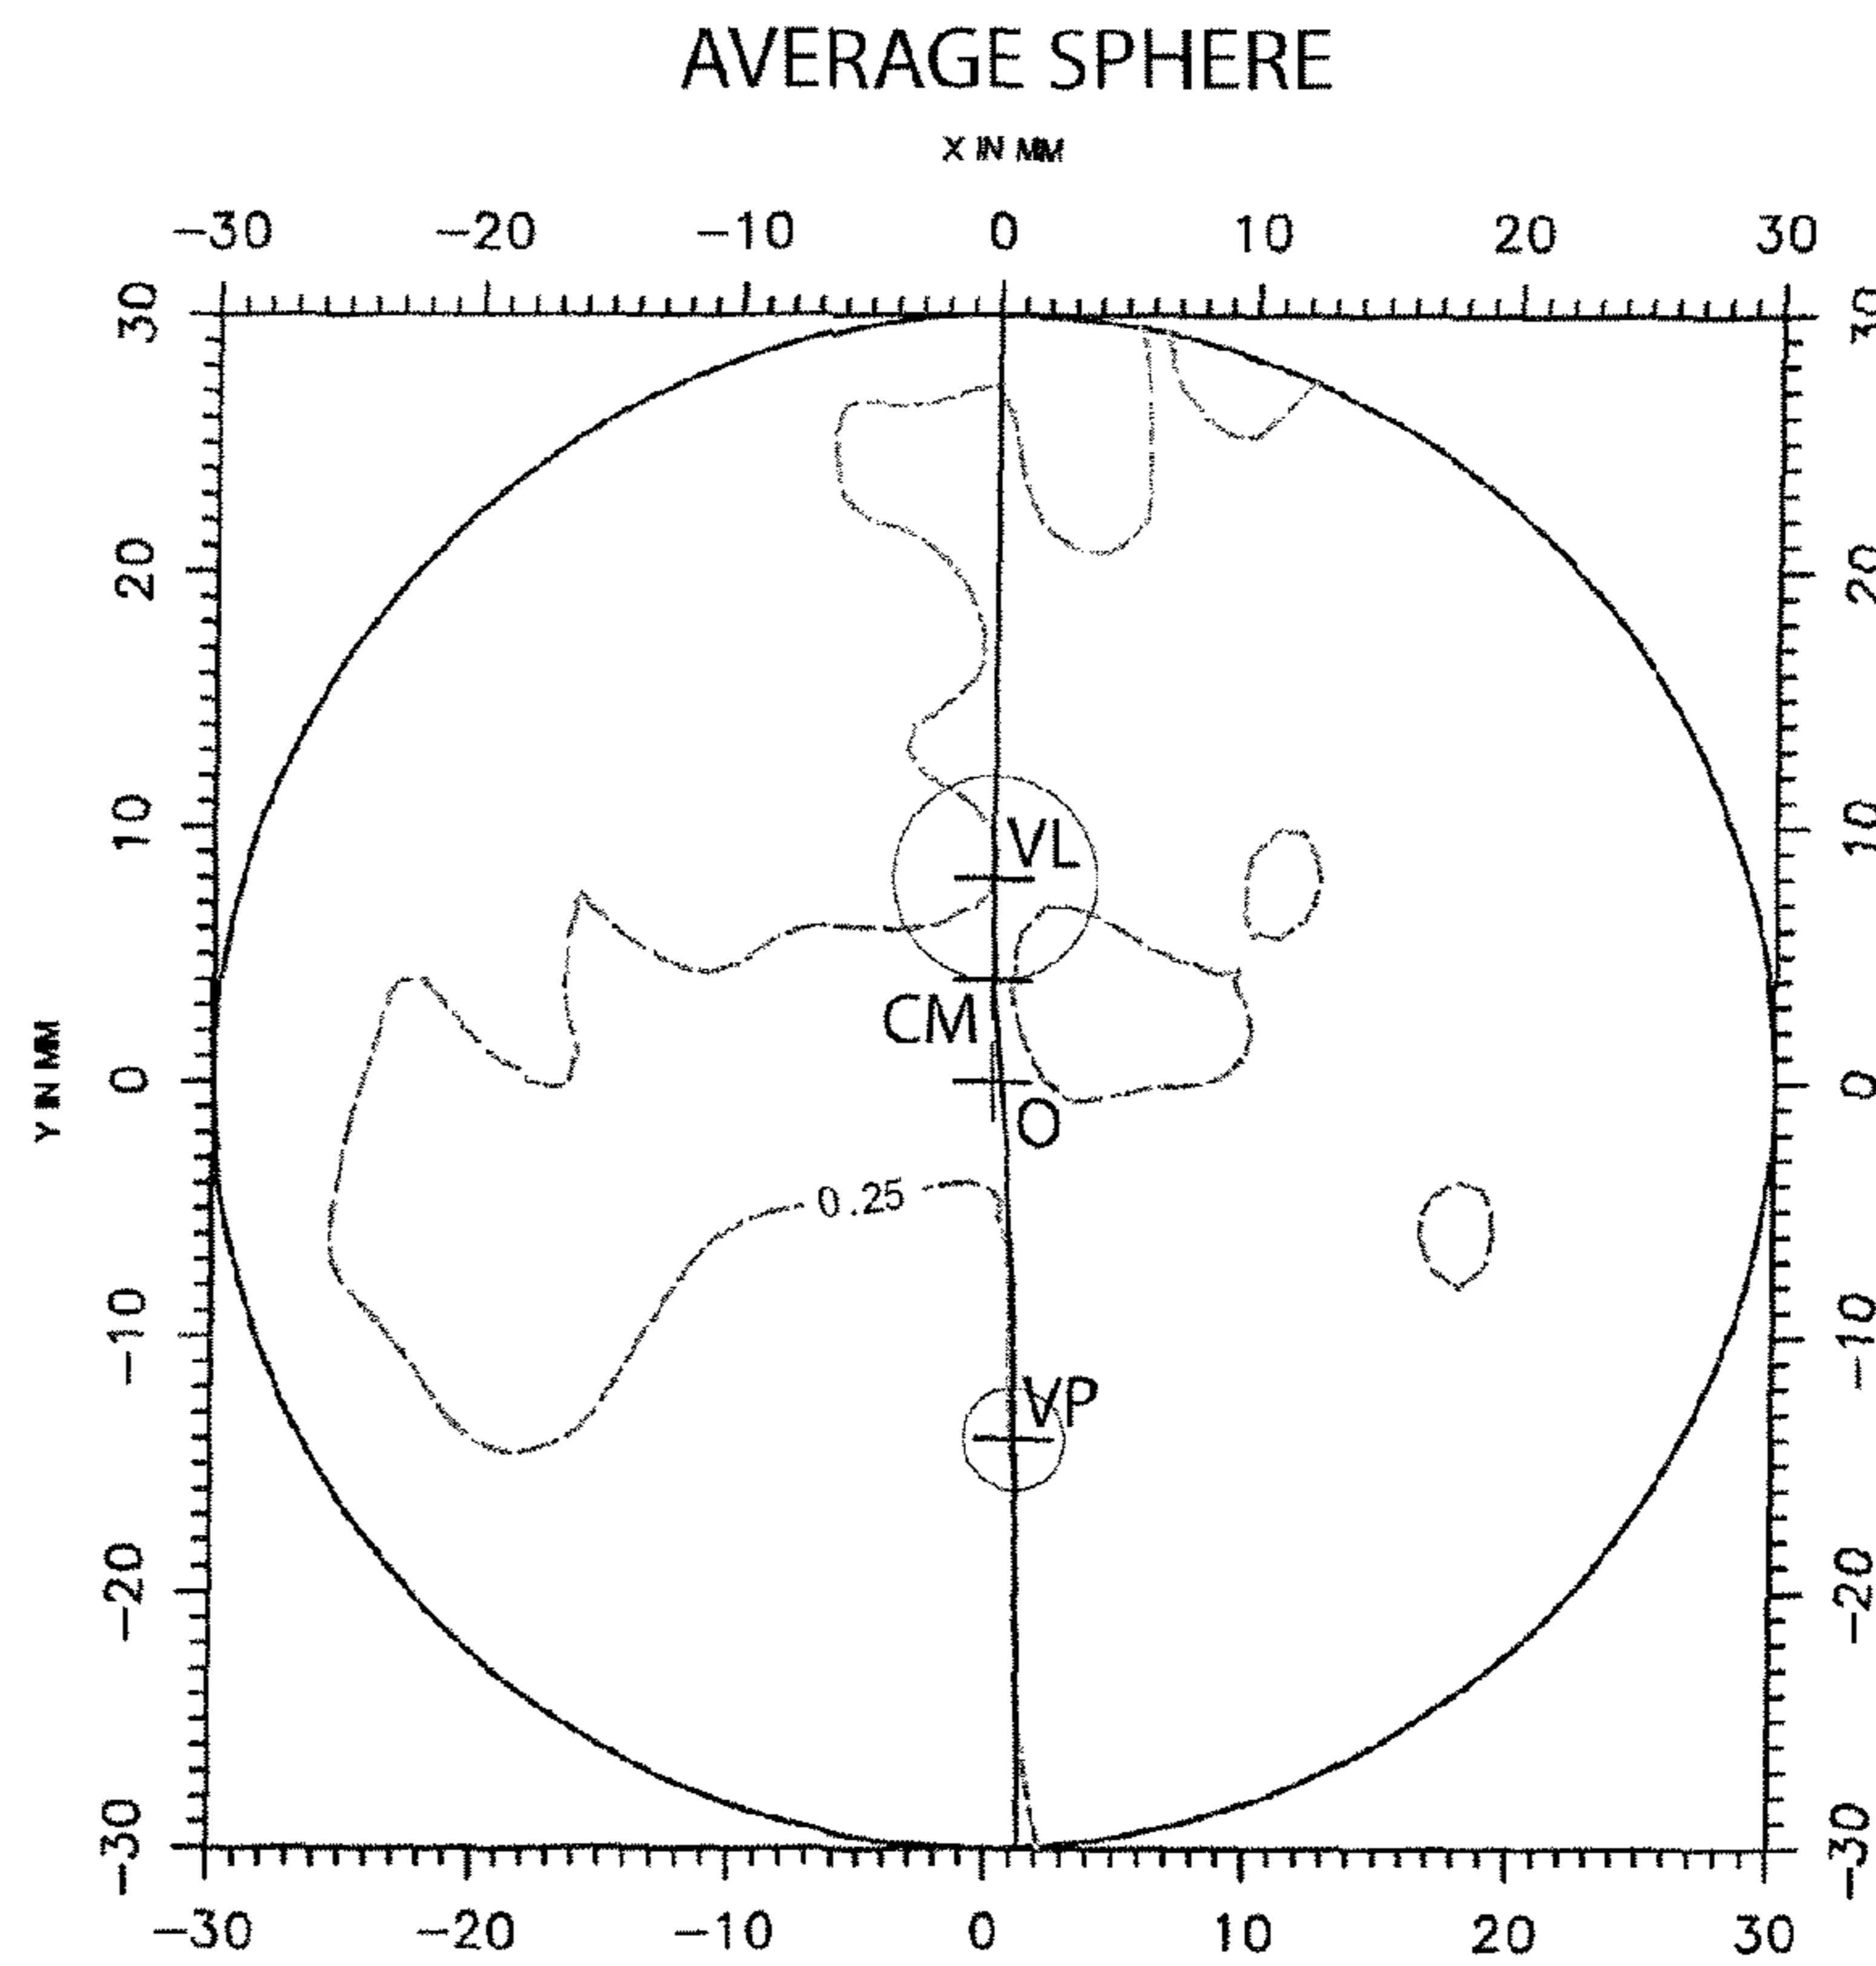 AVERAGE SPHERE
X IN MM
−30 −20 −10 0 10 20 30
30 30
20 20
10 VL 10
CM
Y IN MM 0 0
O
0.25
−10 −10
VP
−20 −20
−30 −30
−30 −20 −10 0 10 20 30